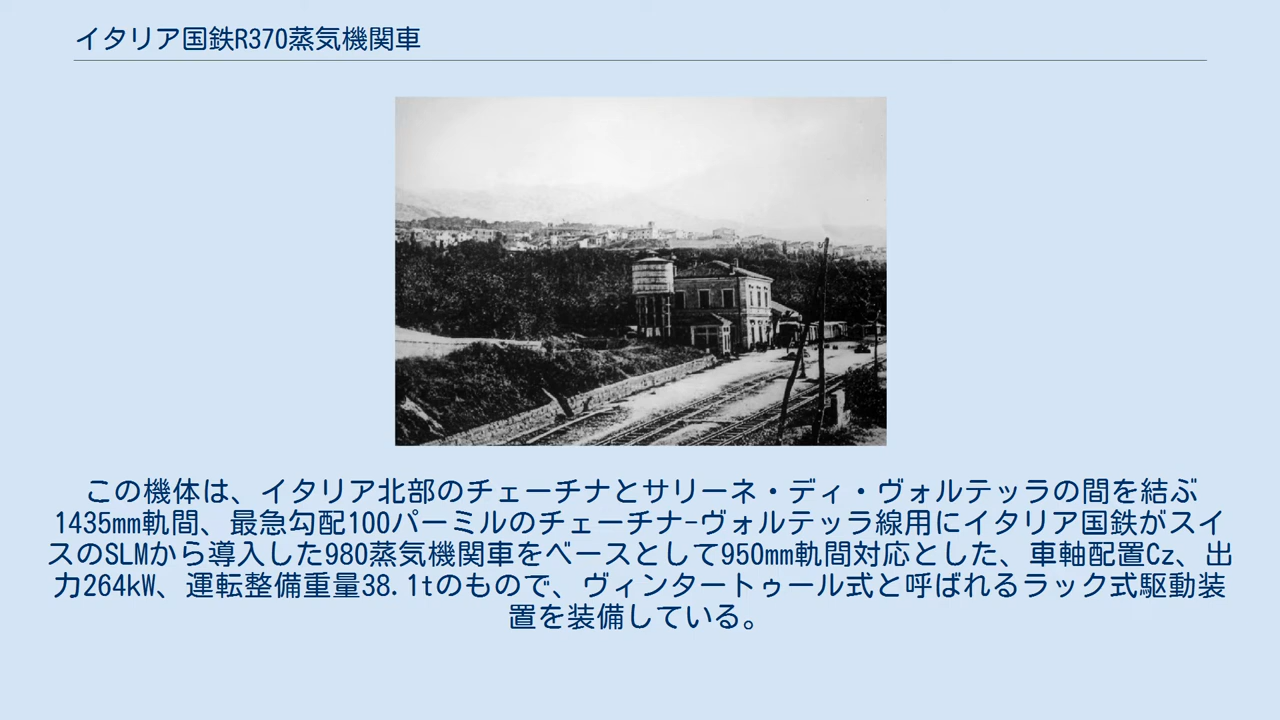 イタリア国鉄R370蒸気機関車
この機体は、イタリア北部のチェーチナとサリーネ・ディ・ヴォルテッラの間を結ぶ
1435mm軌間、最急勾配100パーミルのチェーチナ-ヴォルテッラ線用にイタリア国鉄がスイ
スのSLMから導入した980蒸気機関車をベースとして950mm軌間対応とした、車軸配置Cz、出
力264kW、運転整備重量38.1tのもので、ヴィンタートゥール式と呼ばれるラック式駆動装
置を装備している。